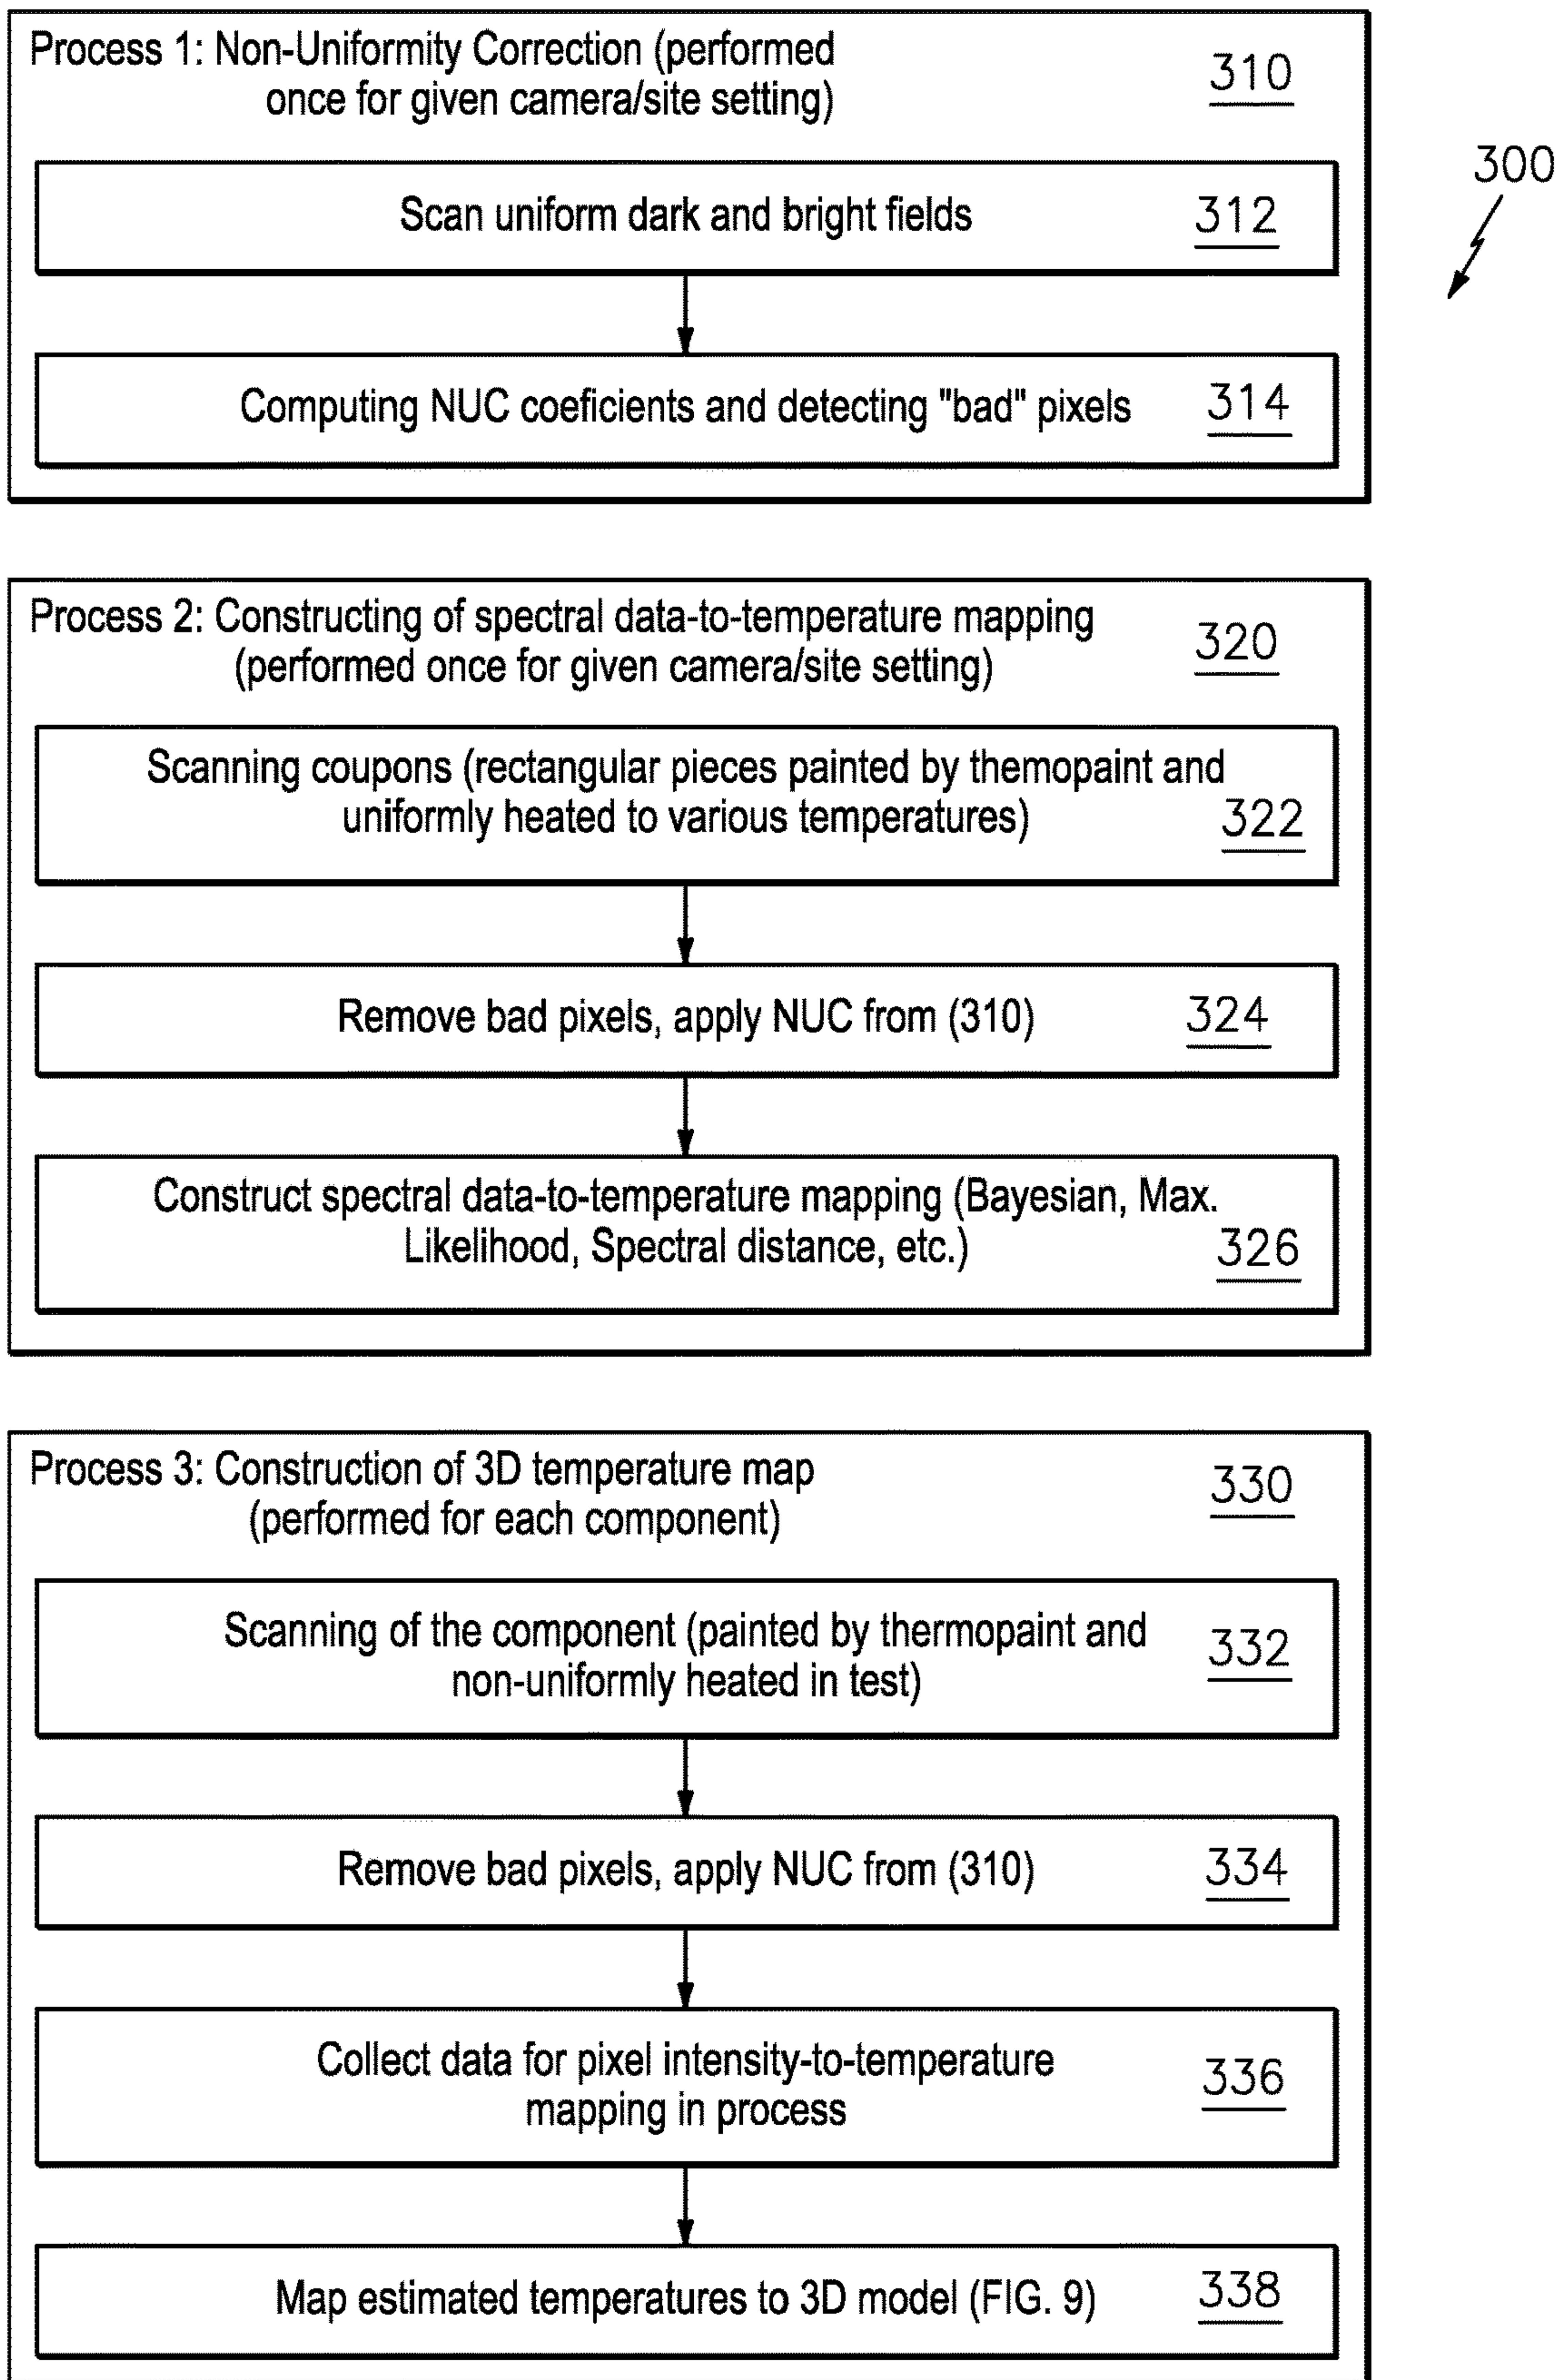 Process 1: Non-Uniformity Correction (performed
once for given camera/site setting)
310
300
Scan uniform dark and bright fields
312
Computing NUC coeficients and detecting "bad" pixels
314
Process 2: Constructing of spectral data-to-temperature mapping
(performed once for given camera/site setting)
320
Scanning coupons (rectangular pieces painted by themopaint and
uniformly heated to various temperatures)
322
Remove bad pixels, apply NUC from (310)
324
Construct spectral data-to-temperature mapping (Bayesian, Max.
Likelihood, Spectral distance, etc.)
326
Process 3: Construction of 3D temperature map
(performed for each component)
330
Scanning of the component (painted by thermopaint and
non-uniformly heated in test)
332
Remove bad pixels, apply NUC from (310)
334
Collect data for pixel intensity-to-temperature
mapping in process
336
Map estimated temperatures to 3D model (FIG. 9)
338